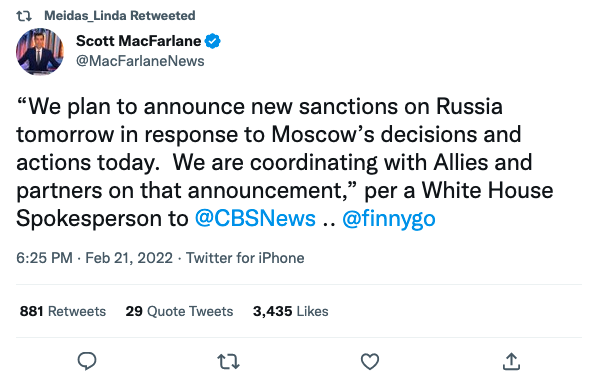 Meidas_Linda Retweeted
Scott MacFarlane
@MacFarlaneNews
“We plan to announce new sanctions on Russia
tomorrow in response to Moscow’s decisions and
actions today.  We are coordinating with Allies and
partners on that announcement,” per a White House
Spokesperson to @CBSNews .. @finnygo
6:25 PM · Feb 21, 2022 · Twitter for iPhone
881 Retweets 29 Quote Tweets 3,435 Likes